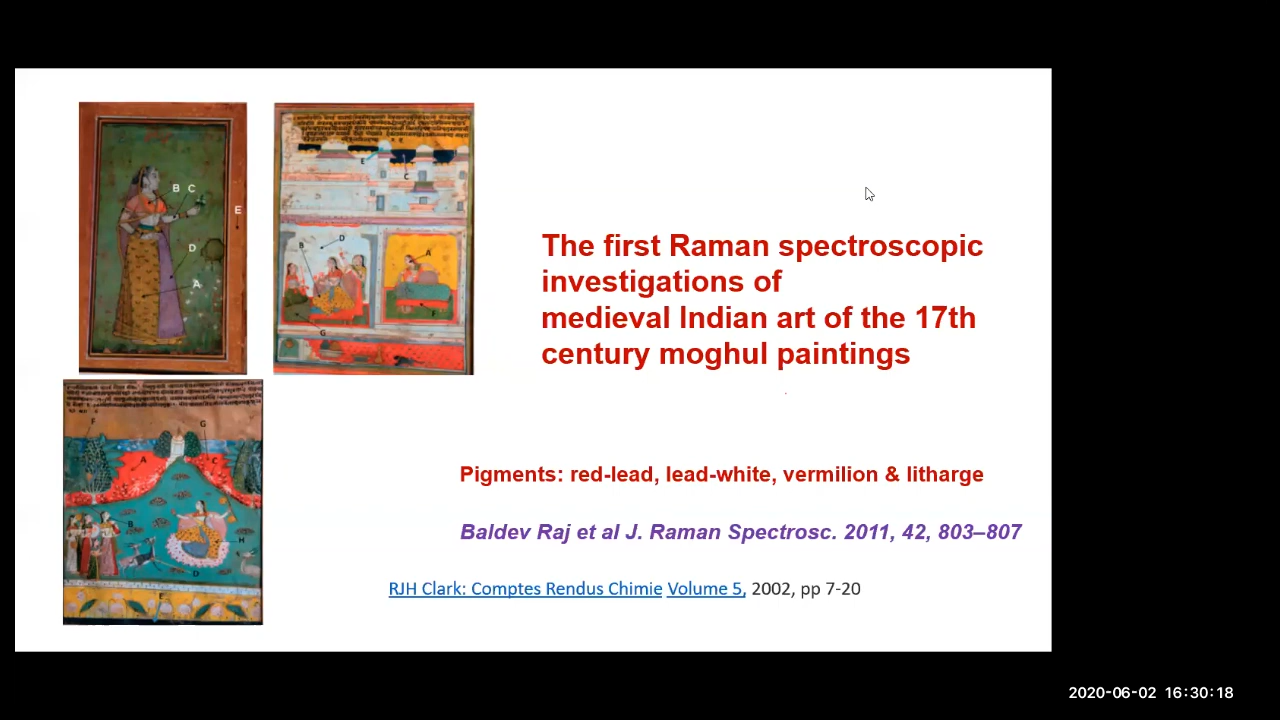 B C
E
D
A
E
D
C
B
D
A
F
G
The first Raman spectroscopic
investigations of
medieval Indian art of the 17th
century moghul paintings
F
G
A
C
B
H
D
E
Pigments: red-lead, lead-white, vermilion & litharge
Baldev Raj et al J. Raman Spectrosc. 2011, 42, 803–807
RJH Clark: Comptes Rendus Chimie Volume 5, 2002, pp 7-20
2020-06-02 16:30:18